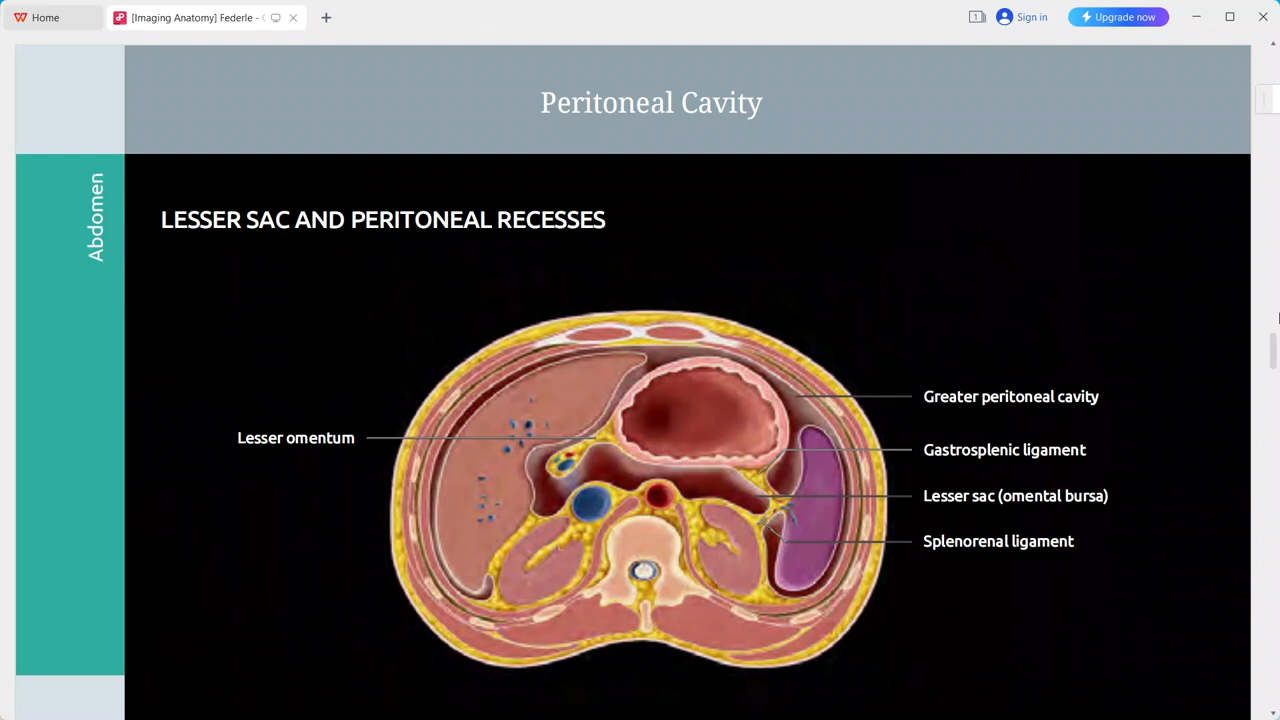 Home
[Imaging Anatomy] Federle -
1
Sign in
Upgrade now
Peritoneal Cavity
Abdomen
LESSER SAC AND PERITONEAL RECESSES
Greater peritoneal cavity
Lesser omentum
Gastrosplenic ligament
Lesser sac (omental bursa)
Splenorenal ligament